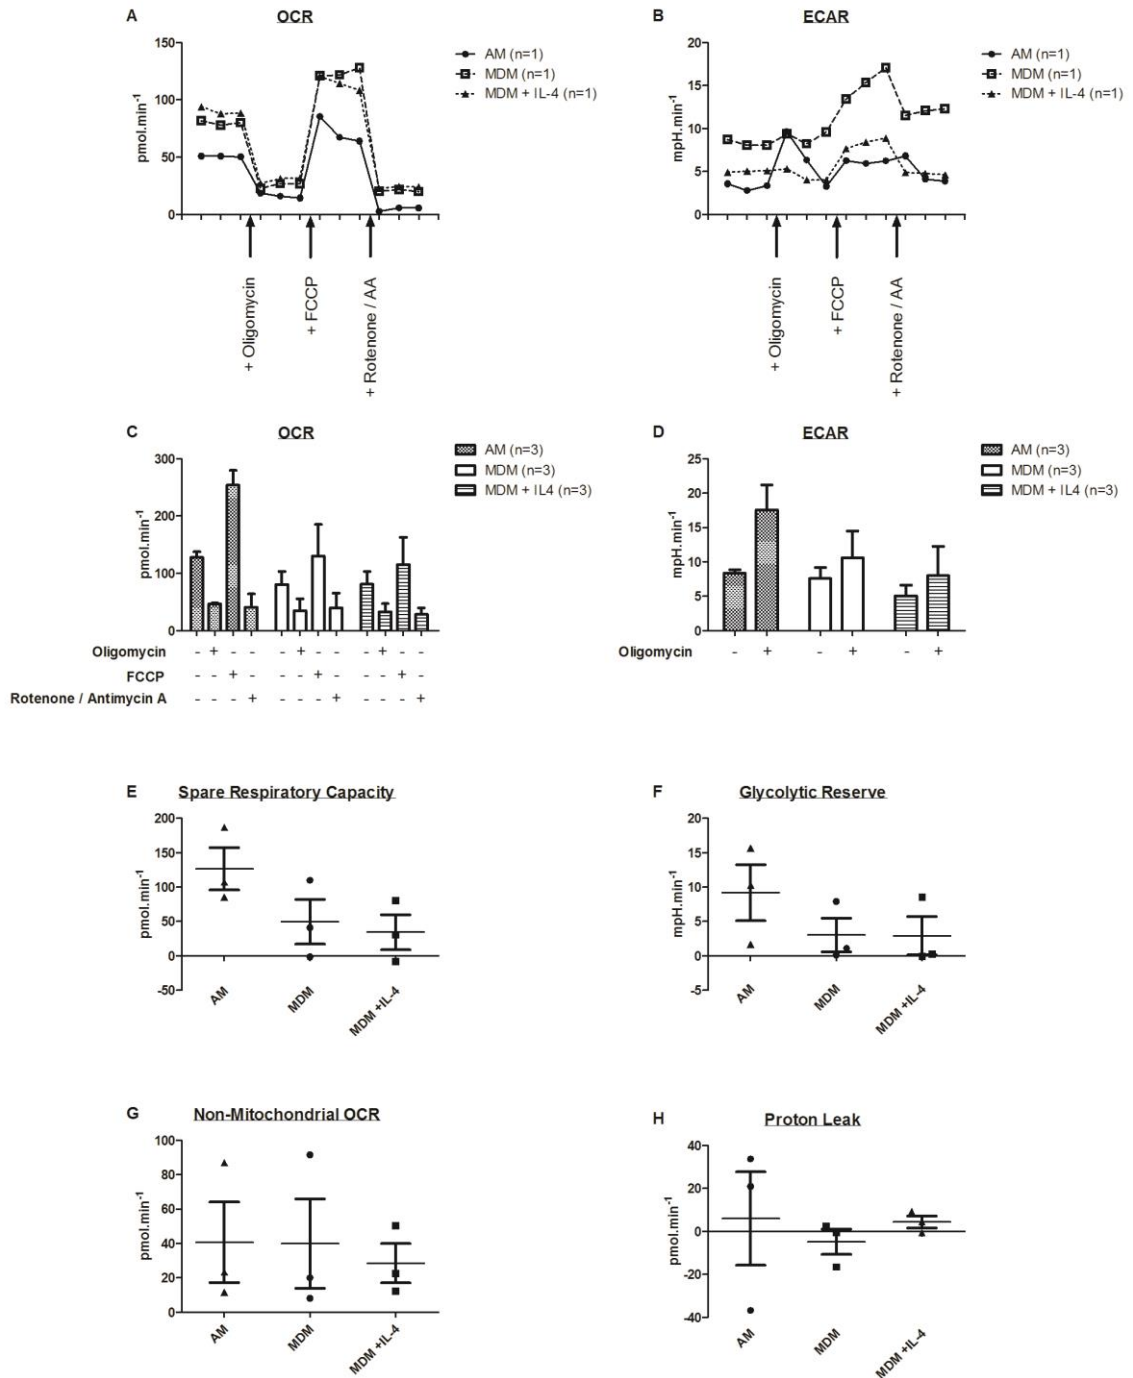 A
OCR
150
100
50
0
pmol.min-1
AM (n=1)
MDM (n=1)
MDM + IL-4 (n=1)
+ Oligomycin
+ FCCP
+ Rotenone / AA
B
ECAR
20
15
10
5
0
mpH.min-1
AM (n=1)
MDM (n=1)
MDM + IL-4 (n=1)
+ Oligomycin
+ FCCP
+ Rotenone / AA
C
OCR
300
200
100
0
pmol.min-1
AM (n=3)
MDM (n=3)
MDM + IL4 (n=3)
Oligomycin - + - - - + - - - + - -
FCCP - - + - - - + - - - + -
Rotenone / Antimycin A - - - + - - - + - - - +
D
ECAR
25
20
15
10
5
0
mpH.min-1
AM (n=3)
MDM (n=3)
MDM + IL4 (n=3)
Oligomycin - + - + - +
E
Spare Respiratory Capacity
200
150
100
50
0
-50
pmol.min-1
AM
MDM
MDM +IL-4
F
Glycolytic Reserve
20
15
10
5
0
-5
mpH.min-1
AM
MDM
MDM +IL-4
G
Non-Mitochondrial OCR
100
80
60
40
20
0
pmol.min-1
AM
MDM
MDM +IL-4
H
Proton Leak
40
20
0
-20
-40
pmol.min-1
AM
MDM
MDM +IL-4